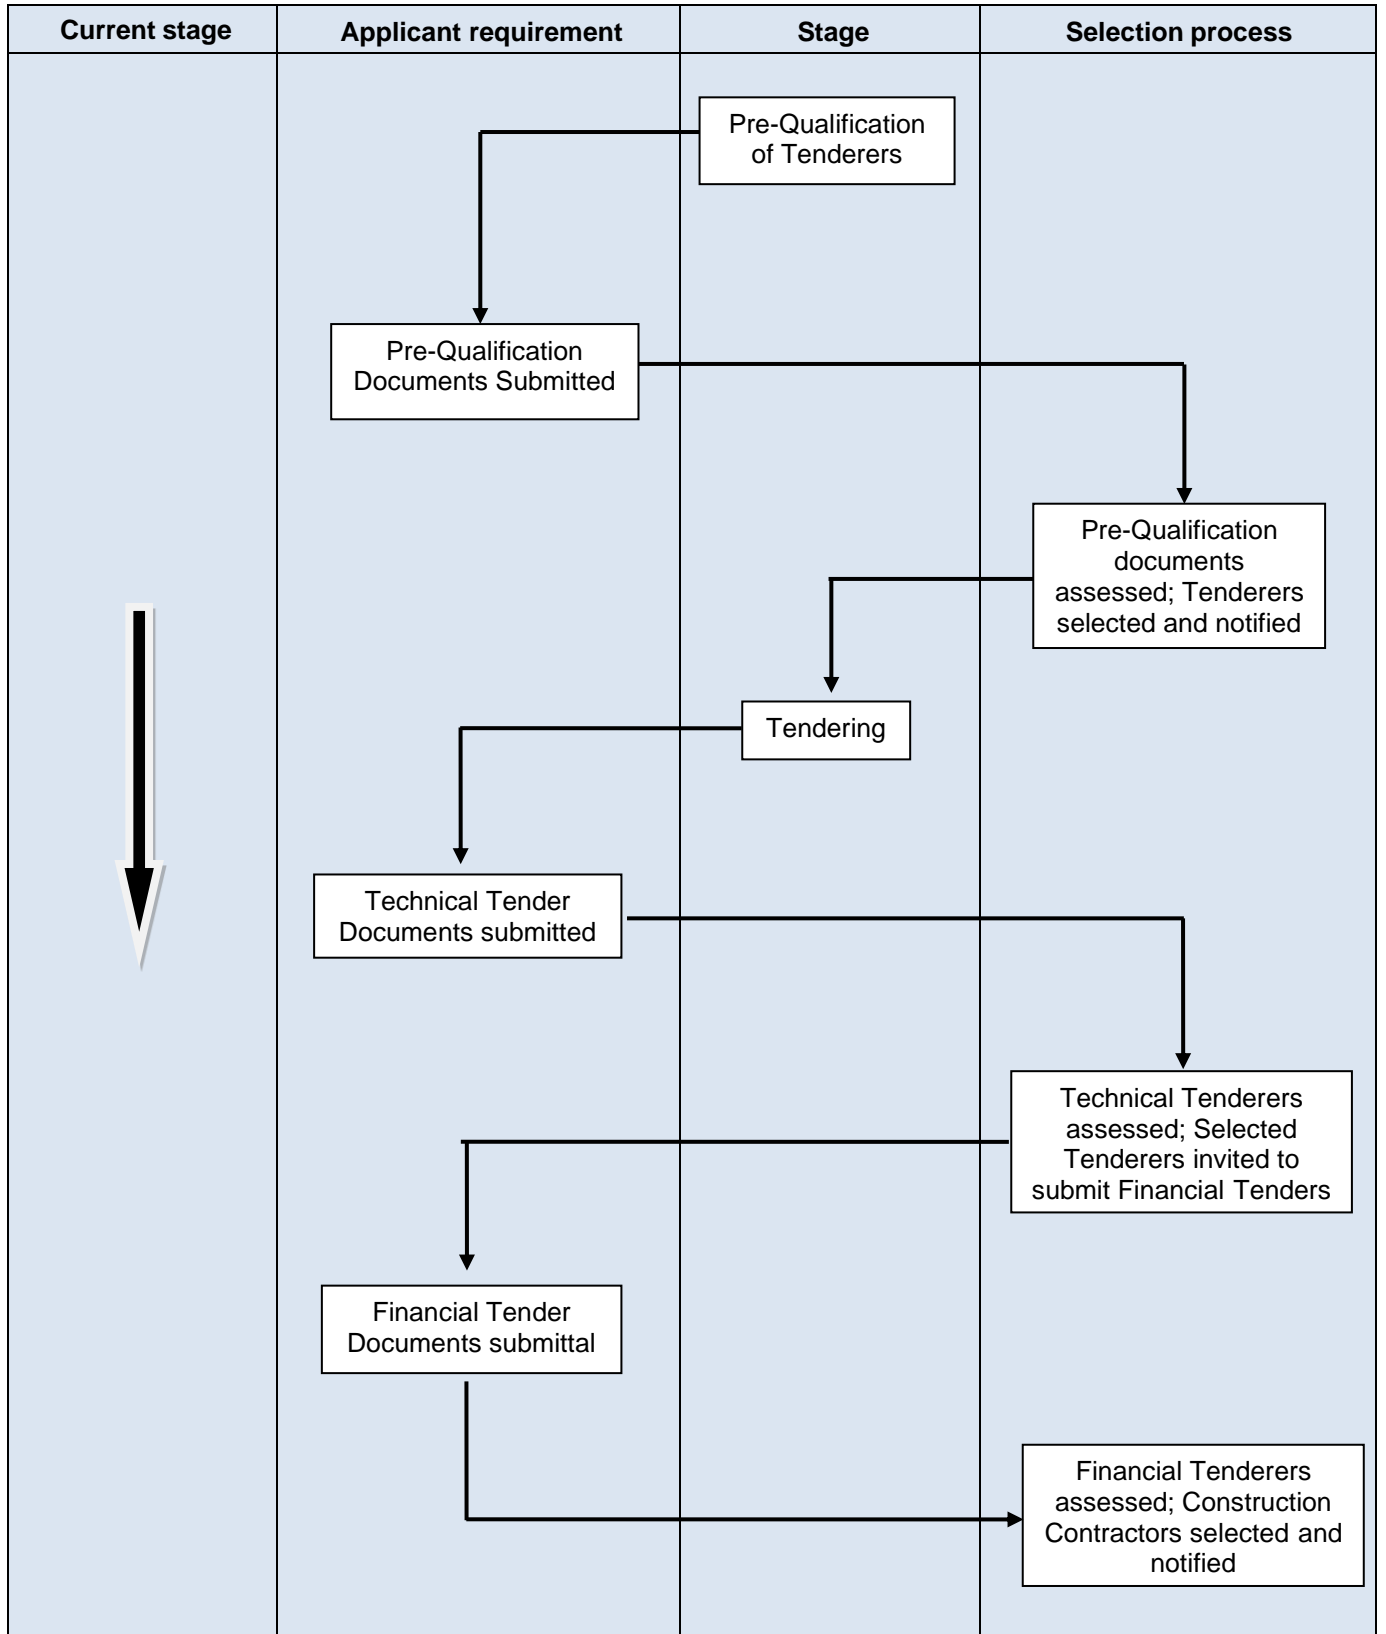 Current stage
Applicant requirement
Stage
Selection process
Pre-Qualification
of Tenderers
Pre-Qualification
Documents Submitted
Pre-Qualification
documents
assessed; Tenderers
selected and notified
Tendering
Technical Tender
Documents submitted
Technical Tenderers
assessed; Selected
Tenderers invited to
submit Financial Tenders
Financial Tender
Documents submittal
Financial Tenderers
assessed; Construction
Contractors selected and
notified